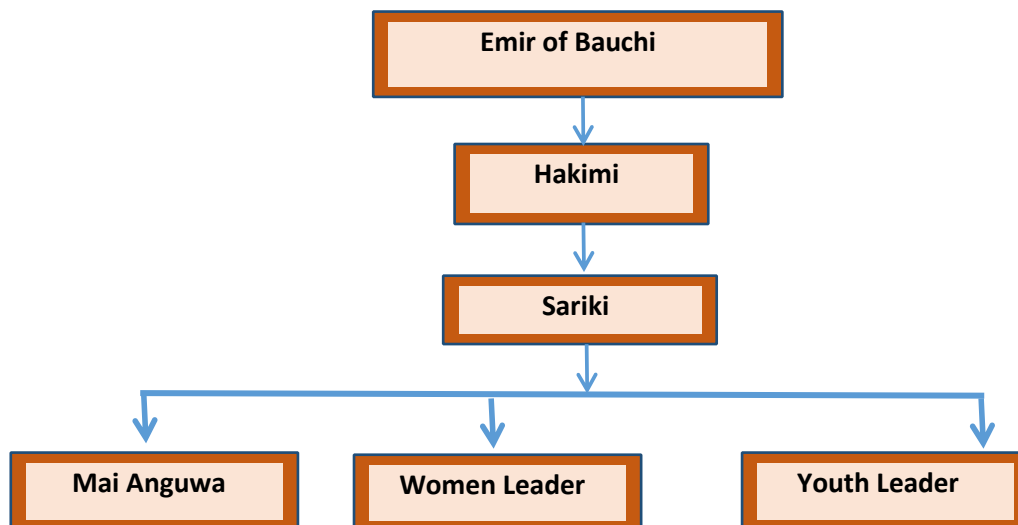 Emir of Bauchi
Hakimi
Sariki
Mai Anguwa
Women Leader
Youth Leader